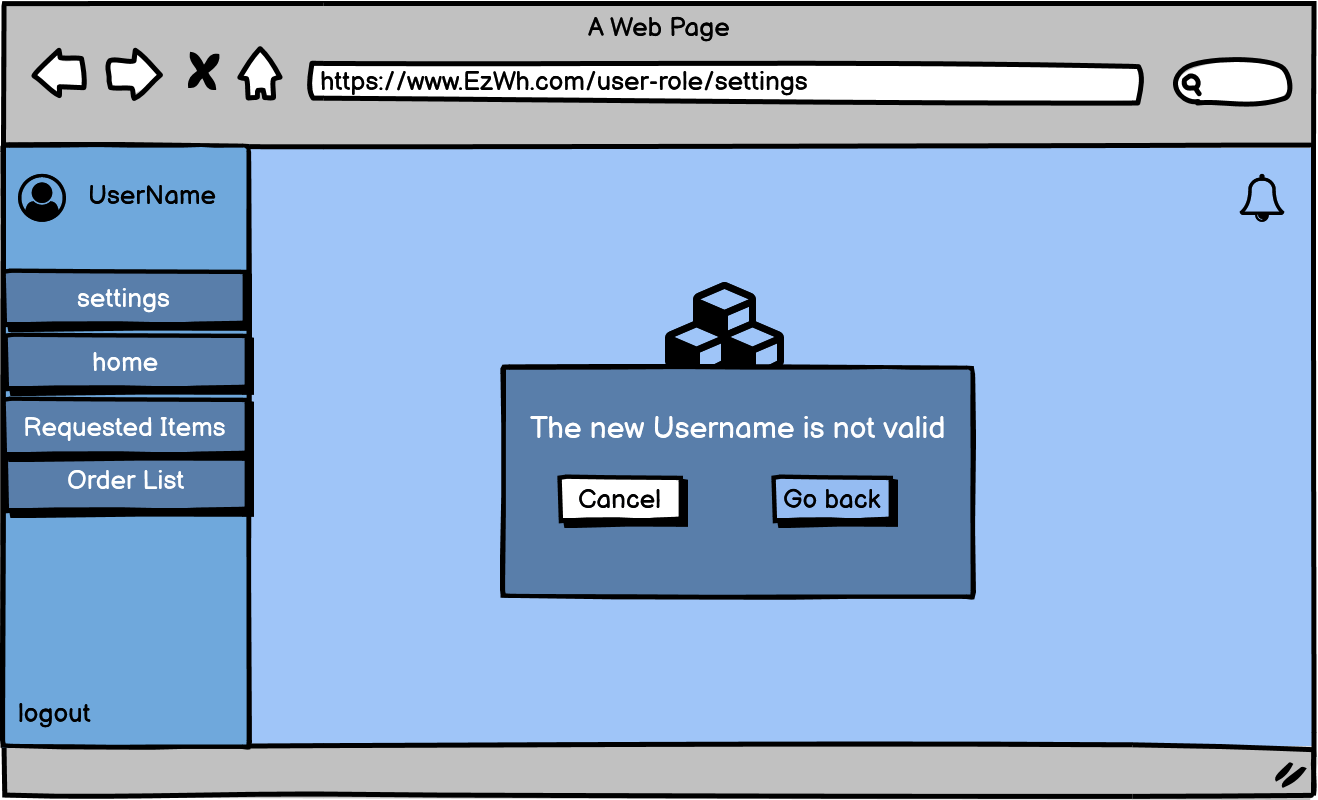 A Web Page
https://www.EzWh.com/user-role/settings
UserName
settings
home
Requested Items
Order List
logout
The new Username is not valid
Cancel
Go back